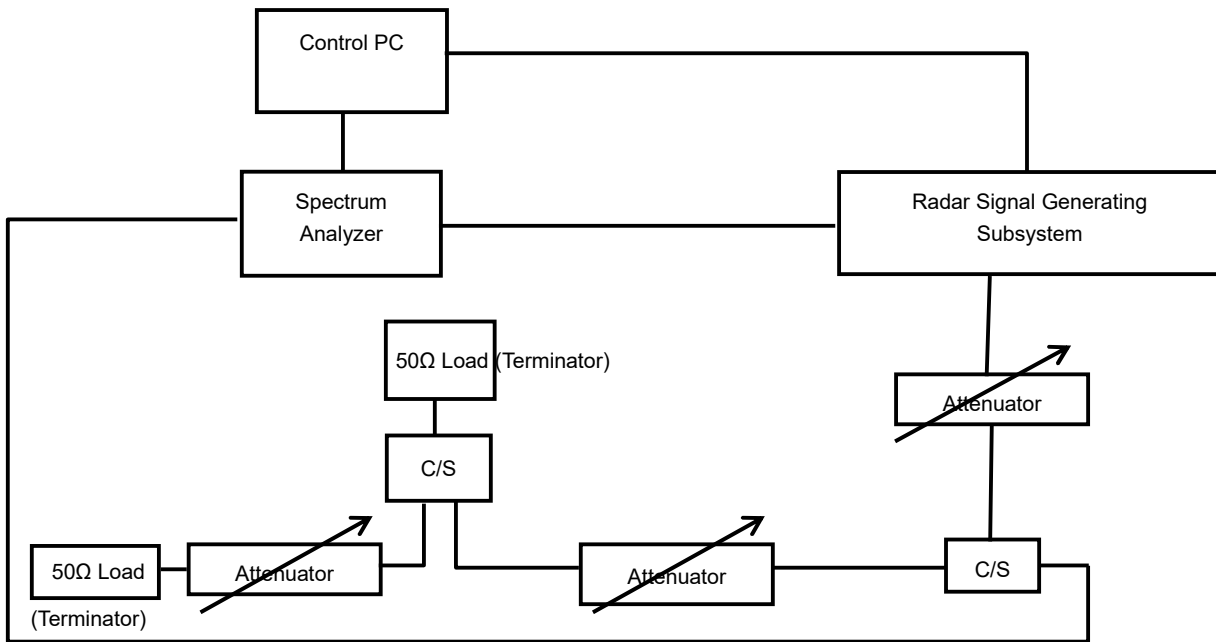 Control PC
Spectrum
Analyzer
Radar Signal Generating
Subsystem
50Ω Load (Terminator)
Attenuator
C/S
50Ω Load
(Terminator)
Attenuator
Attenuator
C/S